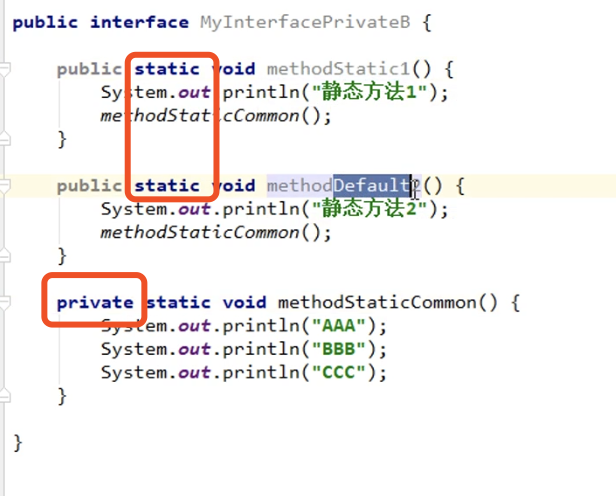 public interface MyInterfacePrivateB {
public static void methodStatic1() {
System.out.println("静态方法1");
methodStaticCommon();
}
public static void methodDefault2() {
System.out.println("静态方法2");
methodStaticCommon();
}
private static void methodStaticCommon() {
System.out.println("AAA");
System.out.println("BBB");
System.out.println("CCC");
}
}